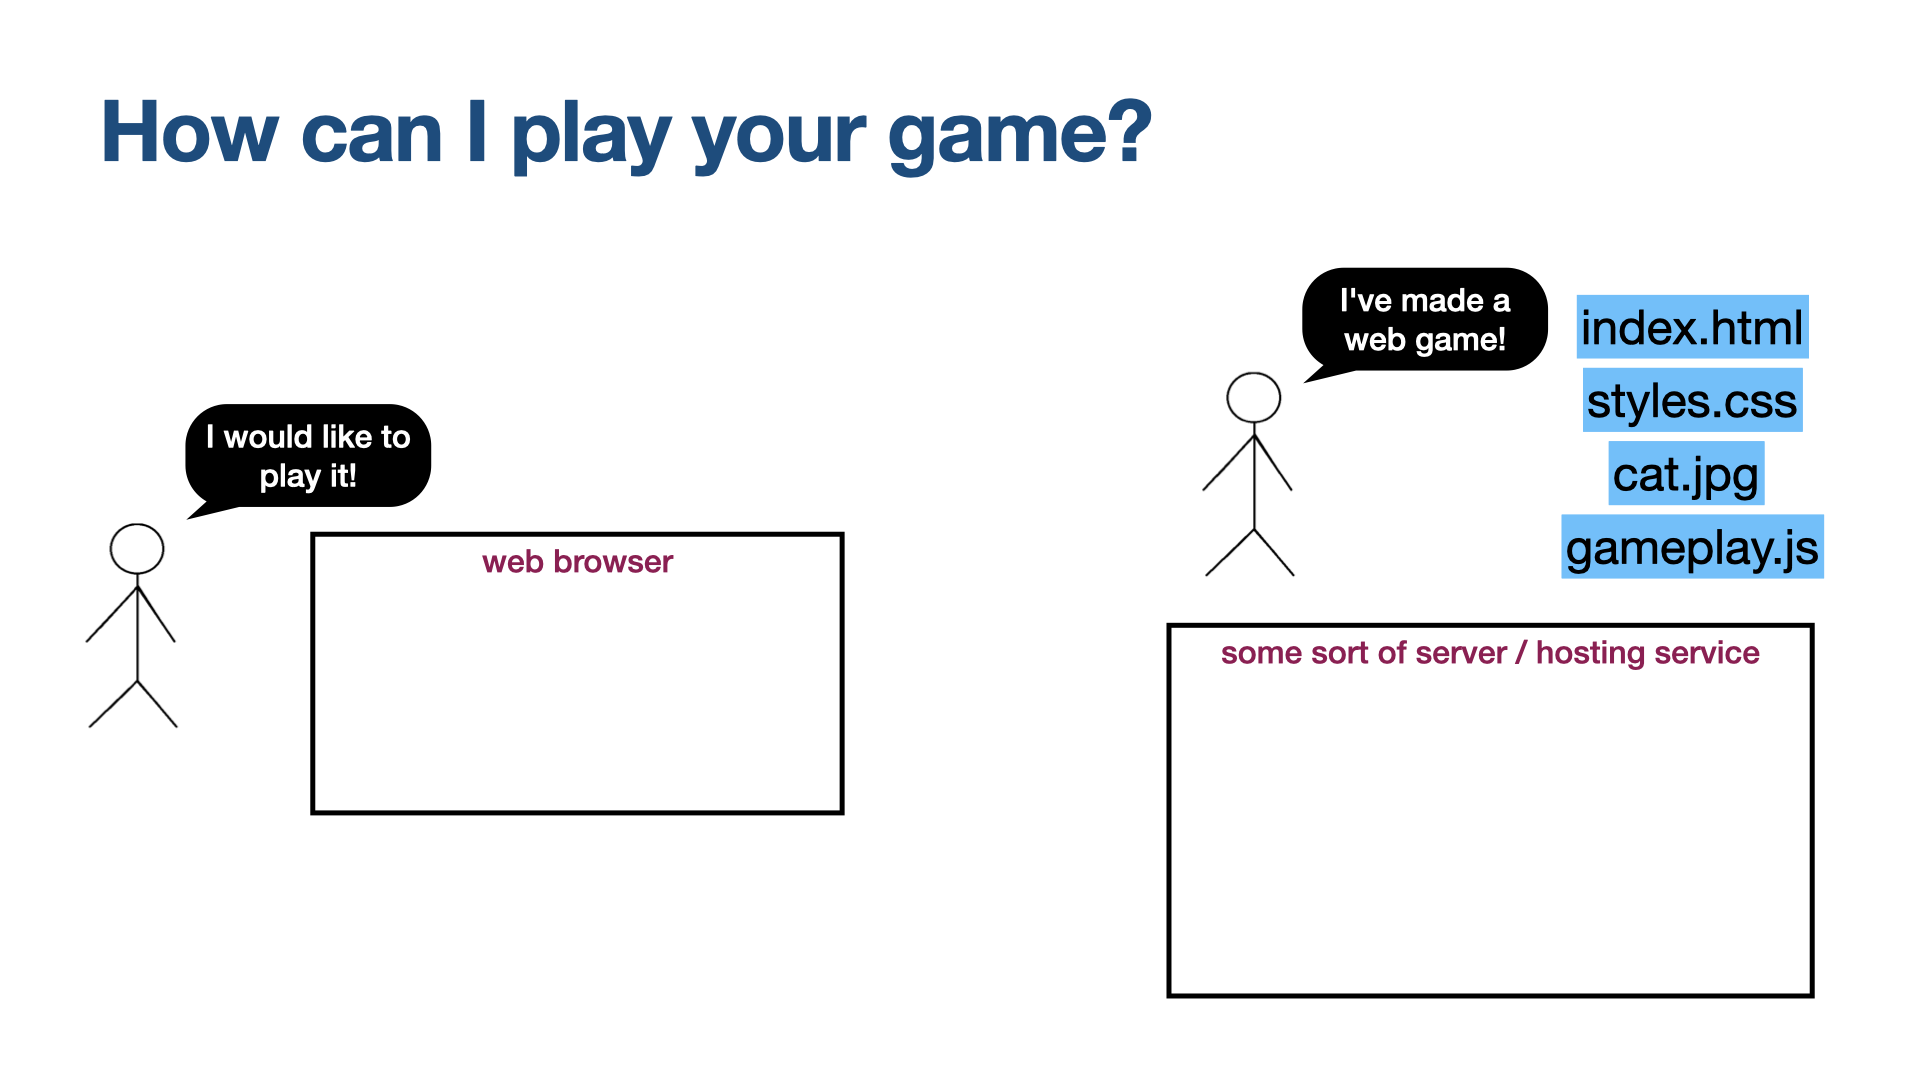 How can I play your game?
I would like to
play it!
web browser
I've made a
web game!
index.html
styles.css
cat.jpg
gameplay.js
some sort of server / hosting service